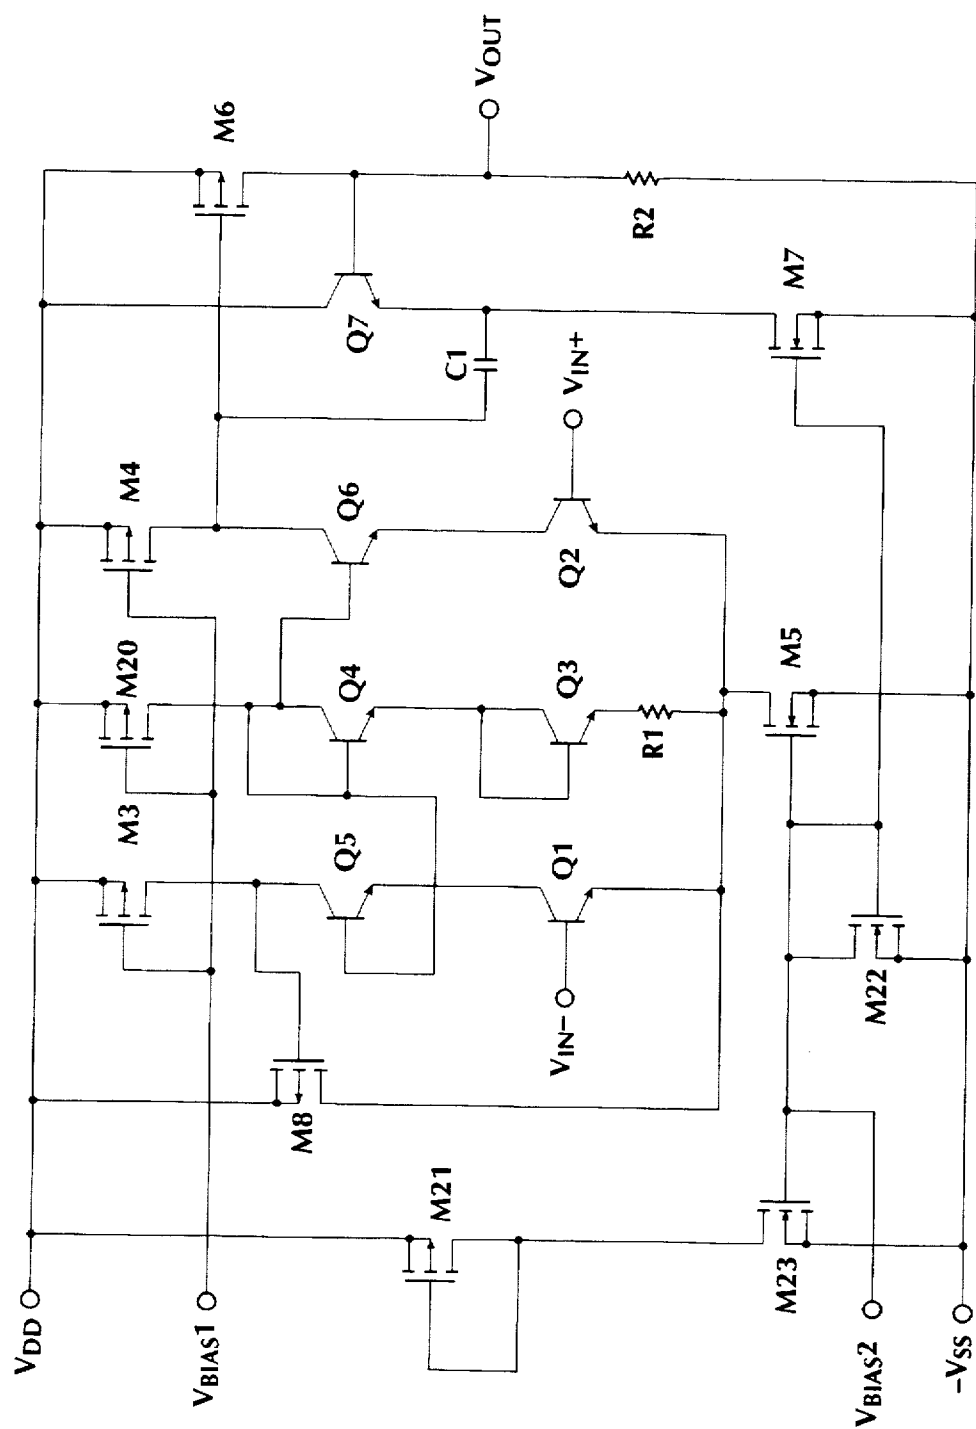 VDD
VBIAS1
VBIAS2
-VSS
M21
M23
M8
M3
M20
M4
M6
Q5
Q4
Q6
Q7
C1
VOUT
VIN-
Q1
Q3
R1
Q2
VIN+
R2
M22
M5
M7